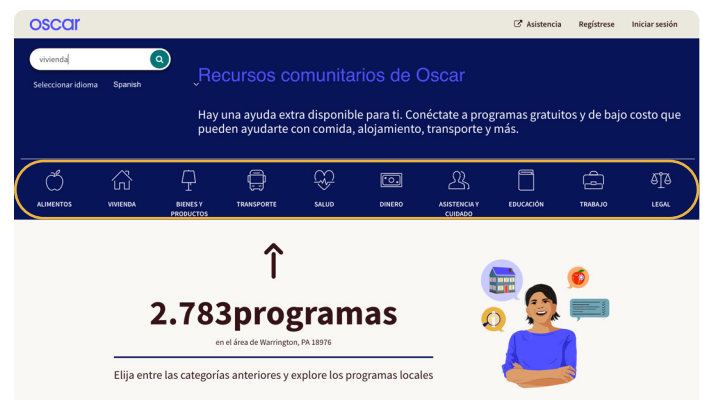 oscar
Asistencia
Regístrese
Iniciar sesión
vivienda
Seleccionar idioma
Spanish
Recursos comunitarios de Oscar
Hay una ayuda extra disponible para ti. Conéctate a programas gratuitos y de bajo costo que
pueden ayudarte con comida, alojamiento, transporte y
más.
ALIMENTOS
VIVIENDA
BIENES Y
PRODUCTOS
TRANSPORTE
SALUD
DINERO
ASISTENCIA Y
CUIDADO
EDUCACIÓN
TRABAJO
LEGAL
2.783programas
en el área de Warrington, PA 18976
Elija entre las categorías anteriores y explore los programas locales